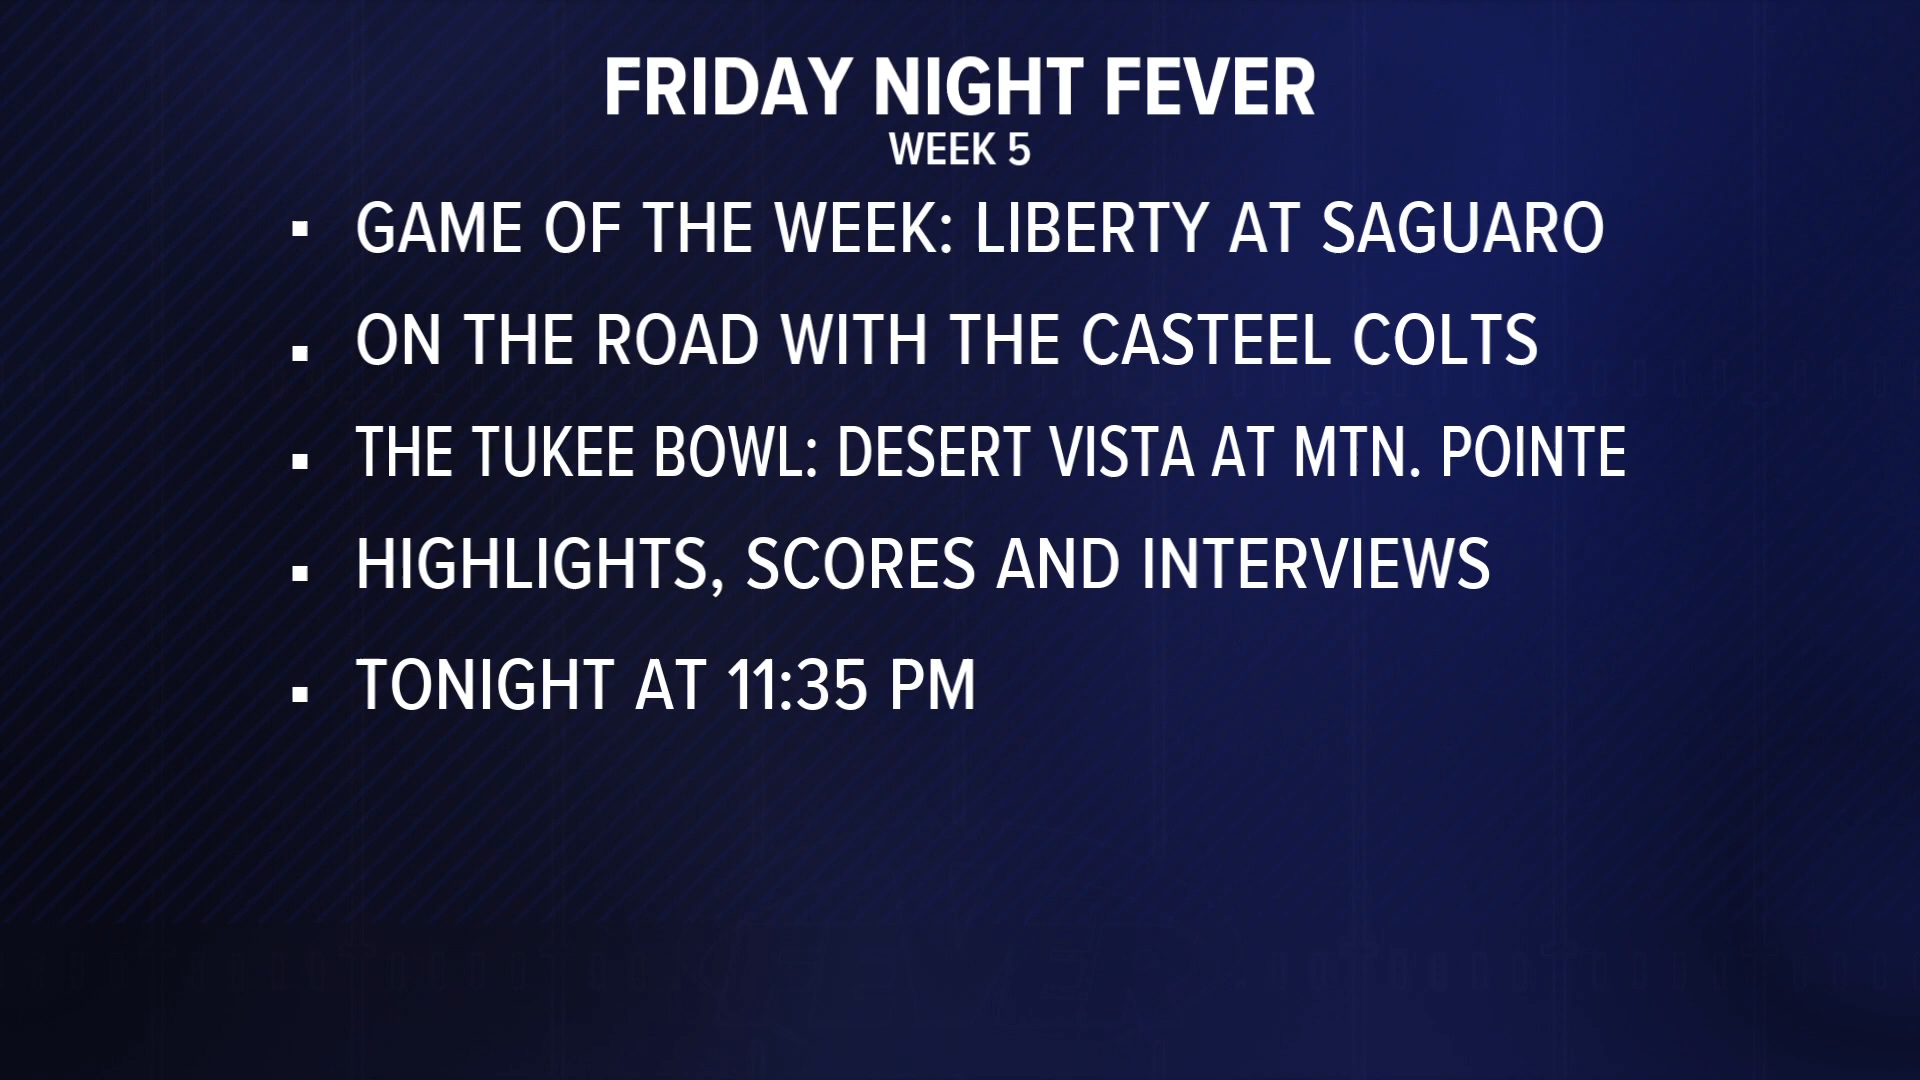 FRIDAY NIGHT FEVER
WEEK 5
▪ GAME OF THE WEEK: LIBERTY AT SAGUARO
▪ ON THE ROAD WITH THE CASTEEL COLTS
▪ THE TUKEE BOWL: DESERT VISTA AT MTN. POINTE
▪ HIGHLIGHTS, SCORES AND INTERVIEWS
▪ TONIGHT AT 11:35 PM